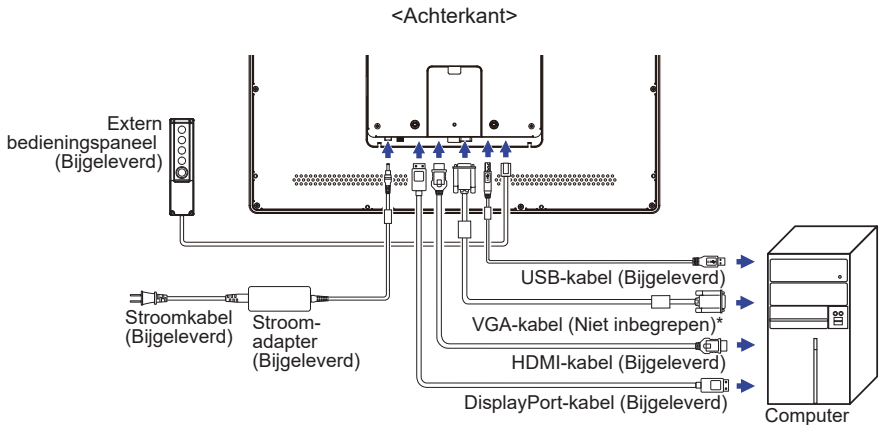 <Achterkant>
Extern
bedieningspaneel
(Bijgeleverd)
USB-kabel (Bijgeleverd)
Stroomkabel
(Bijgeleverd)
Stroom-
adapter
(Bijgeleverd)
VGA-kabel (Niet inbegrepen)*
HDMI-kabel (Bijgeleverd)
DisplayPort-kabel (Bijgeleverd)
Computer